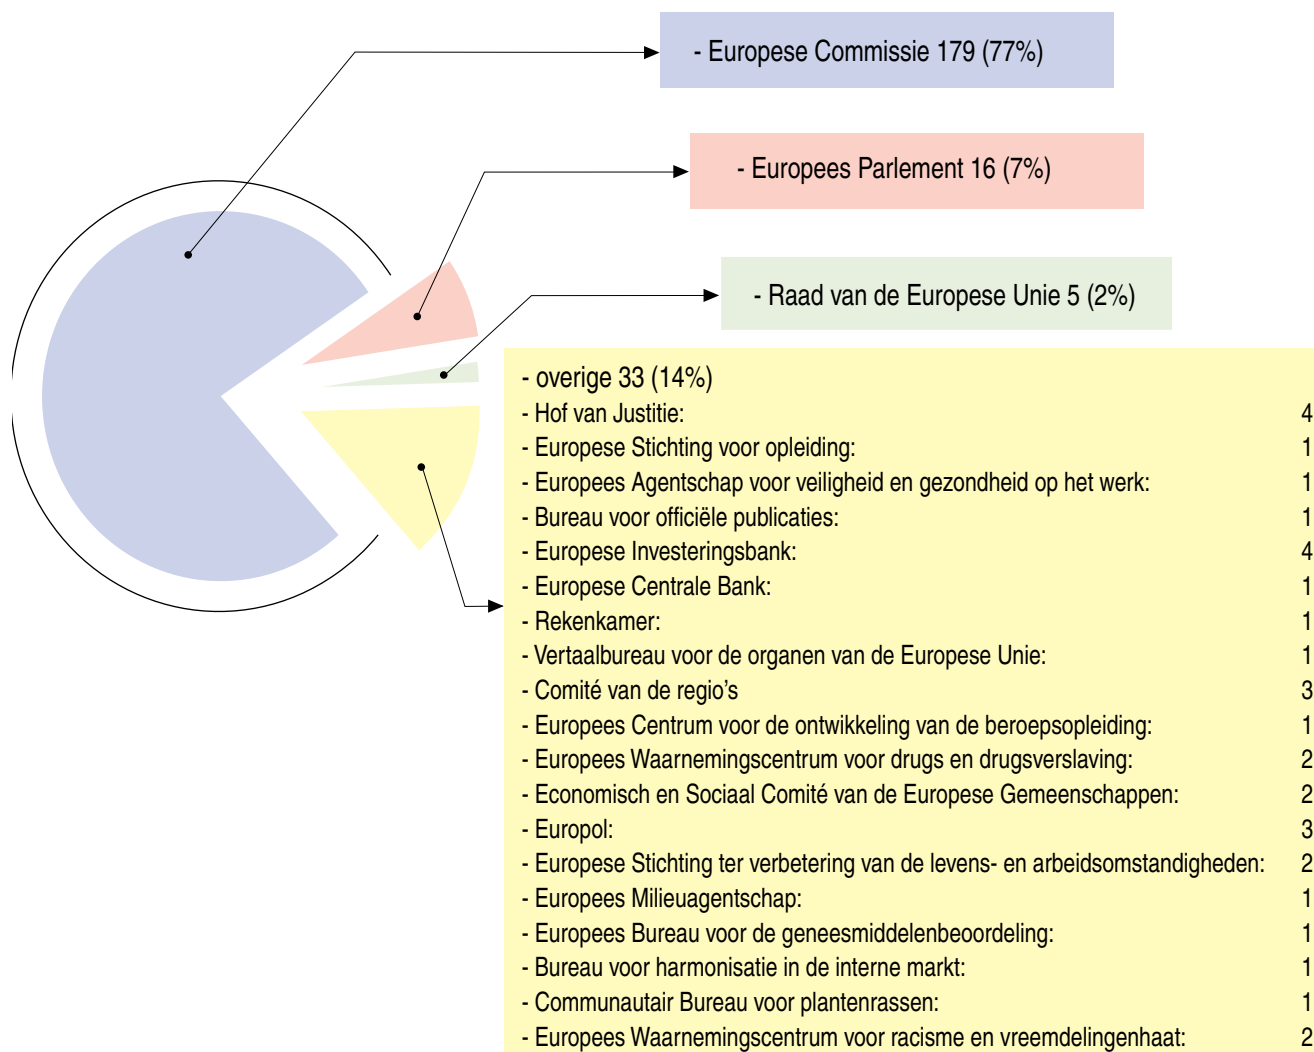 - Europese Commissie 179 (77%)
- Europees Parlement 16 (7%)
- Raad van de Europese Unie 5 (2%)
- overige 33 (14%)
- Hof van Justitie: 4
- Europese Stichting voor opleiding: 1
- Europees Agentschap voor veiligheid en gezondheid op het werk: 1
- Bureau voor officiële publicaties: 1
- Europese Investeringsbank: 4
- Europese Centrale Bank: 1
- Rekenkamer: 1
- Vertaalbureau voor de organen van de Europese Unie: 1
- Comité van de regio's 3
- Europees Centrum voor de ontwikkeling van de beroepsopleiding: 1
- Europees Waarnemingscentrum voor drugs en drugsverslaving: 2
- Economisch en Sociaal Comité van de Europese Gemeenschappen: 2
- Europol: 3
- Europese Stichting ter verbetering van de levens- en arbeidsomstandigheden: 2
- Europees Milieuagentschap: 1
- Europees Bureau voor de geneesmiddelenbeoordeling: 1
- Bureau voor harmonisatie in de interne markt: 1
- Communautair Bureau voor plantenrassen: 1
- Europees Waarnemingscentrum voor racisme en vreemdelingenhaat: 2